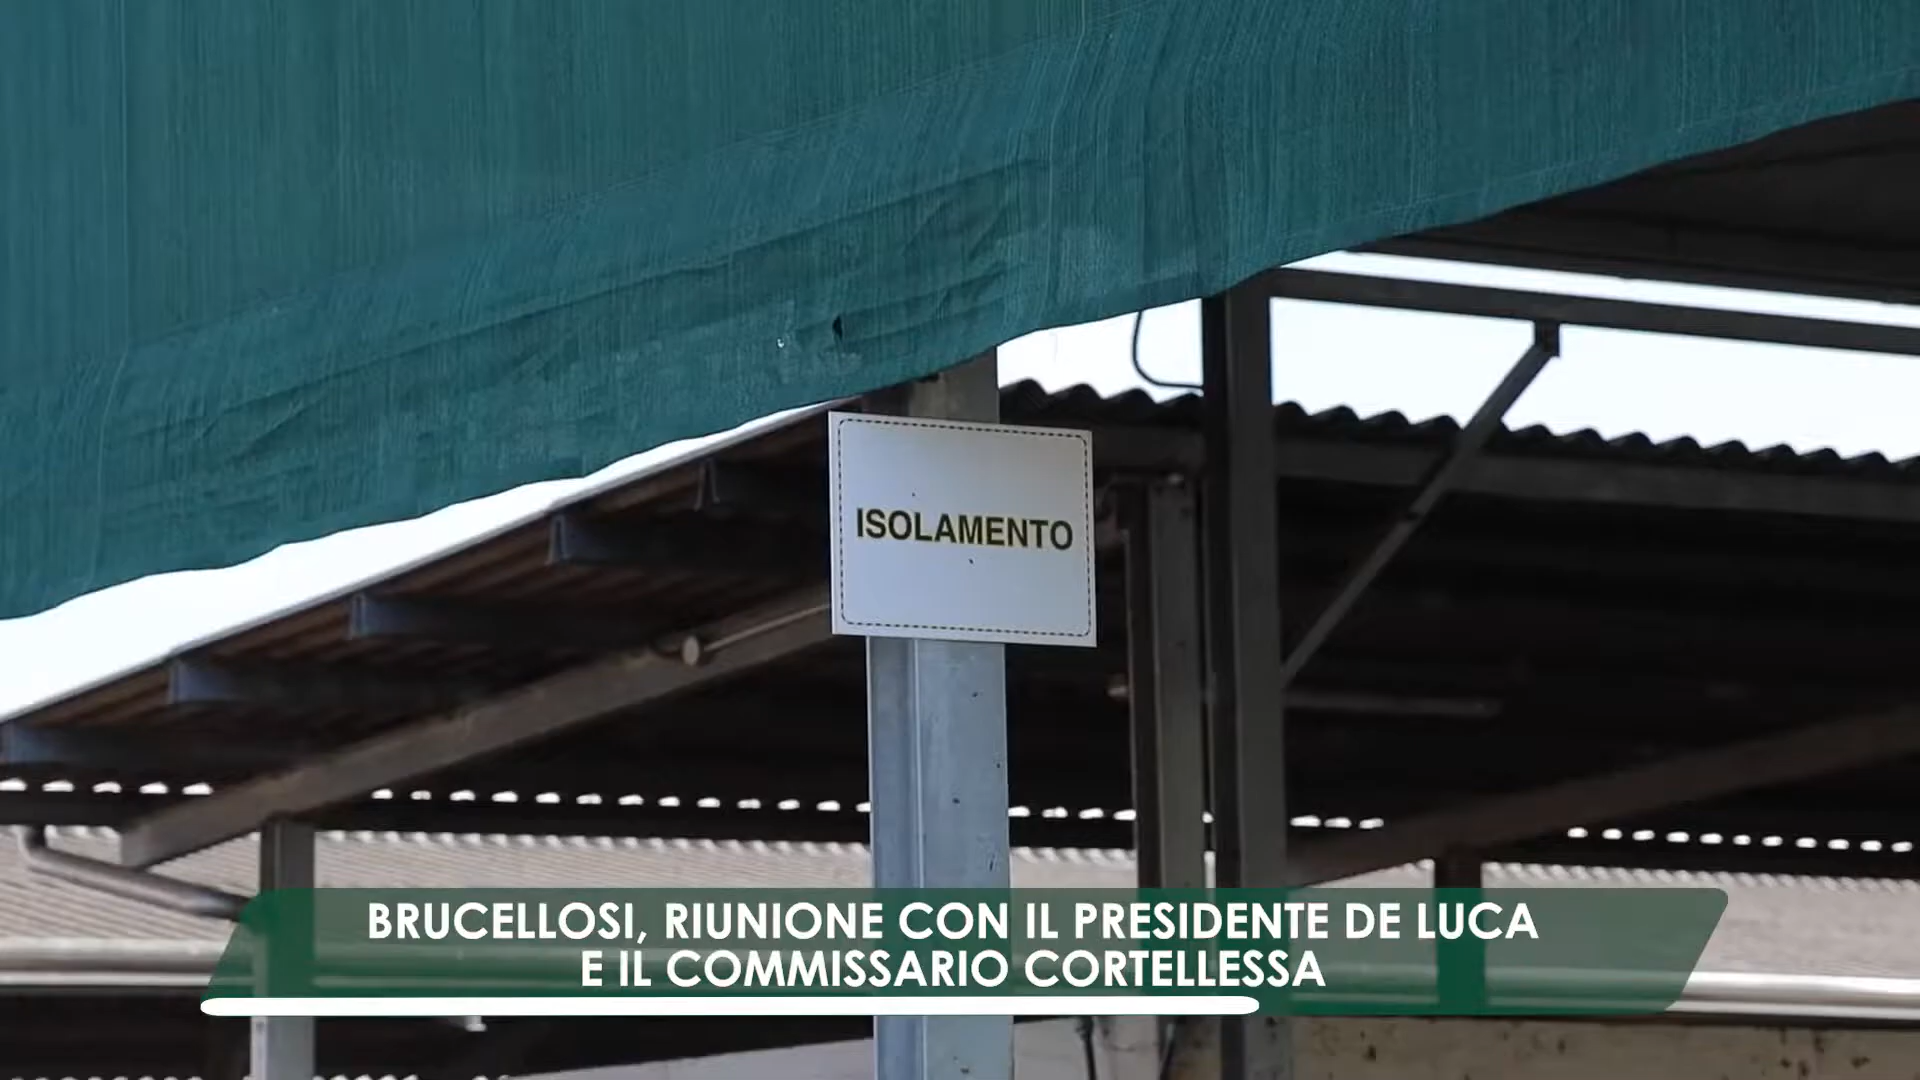 ISOLAMENTO
BRUCELLOSI, RIUNIONE CON IL PRESIDENTE DE LUCA
E IL COMMISSARIO CORTELLESSA